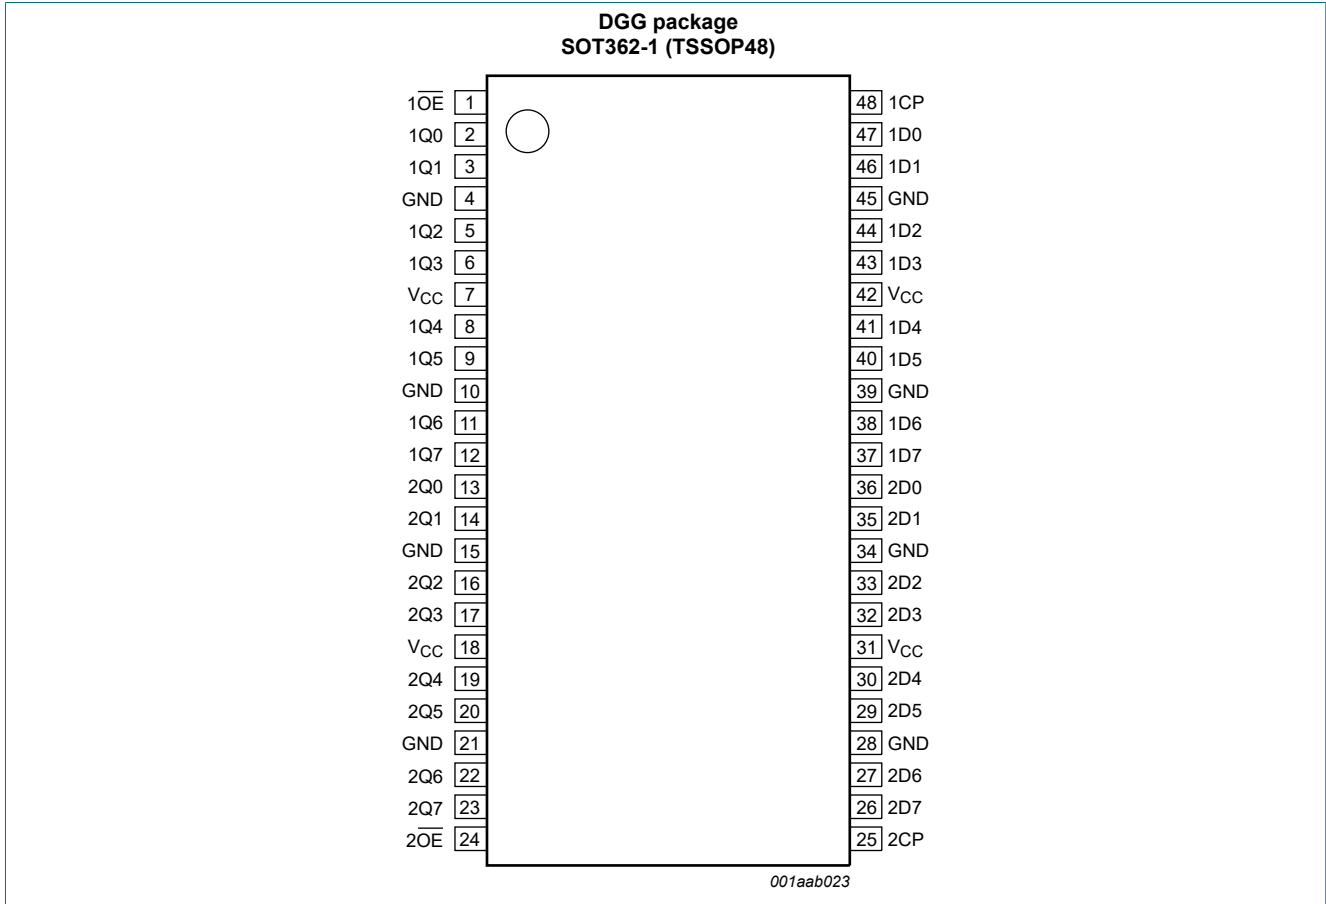 DGG package
SOT362-1 (TSSOP48)
1O̅E̅ 1 48 1CP
1Q0 2 47 1D0
1Q1 3 46 1D1
GND 4 45 GND
1Q2 5 44 1D2
1Q3 6 43 1D3
VCC 7 42 VCC
1Q4 8 41 1D4
1Q5 9 40 1D5
GND 10 39 GND
1Q6 11 38 1D6
1Q7 12 37 1D7
2Q0 13 36 2D0
2Q1 14 35 2D1
GND 15 34 GND
2Q2 16 33 2D2
2Q3 17 32 2D3
VCC 18 31 VCC
2Q4 19 30 2D4
2Q5 20 29 2D5
GND 21 28 GND
2Q6 22 27 2D6
2Q7 23 26 2D7
2O̅E̅ 24 25 2CP
001aab023